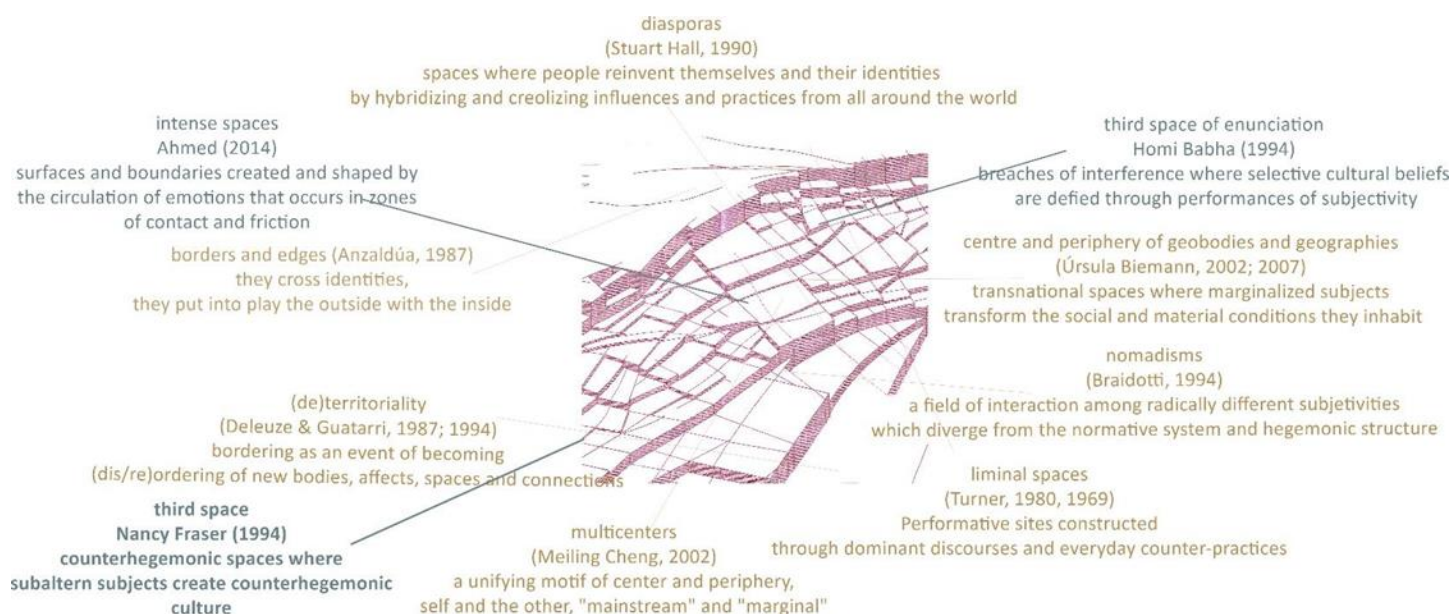 diasporas
(Stuart Hall, 1990)
spaces where people reinvent themselves and their identities
by hybridizing and creolizing influences and practices from all around the world
intense spaces
Ahmed (2014)
surfaces and boundaries created and shaped by
the circulation of emotions that occurs in zones
of contact and friction
third space of enunciation
Homi Babha (1994)
breaches of interference where selective cultural beliefs
are defied through performances of subjectivity
borders and edges (Anzaldúa, 1987)
they cross identities,
they put into play the outside with the inside
centre and periphery of geobodies and geographies
(Úrsula Biemann, 2002; 2007)
transnational spaces where marginalized subjects
transform the social and material conditions they inhabit
nomadisms
(Braidotti, 1994)
a field of interaction among radically different subjetivities
which diverge from the normative system and hegemonic structure
(de)territoriality
(Deleuze & Guatarri, 1987; 1994)
bordering as an event of becoming
(dis/re)ordering of new bodies, affects, spaces and connections
liminal spaces
(Turner, 1980, 1969)
Performative sites constructed
through dominant discourses and everyday counter-practices
third space
Nancy Fraser (1994)
counterhegemonic spaces where
subaltern subjects create counterhegemonic
culture
multicenters
(Meiling Cheng, 2002)
a unifying motif of center and periphery,
self and the other, "mainstream" and "marginal"